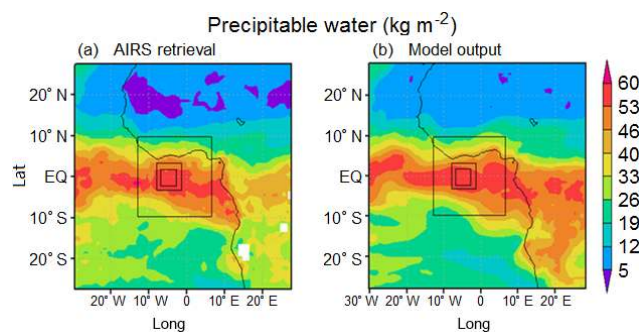 Precipitable water (kg m⁻²)
(a) AIRS retrieval
(b) Model output
20° N
10° N
EQ
10° S
20° S
Lat
20° W 10° W 0 10° E 20° E
Long
20° N
10° N
EQ
10° S
20° S
30° W 20° W 10° W 0 10° E 20° E
Long
60
53
46
40
33
26
19
12
5